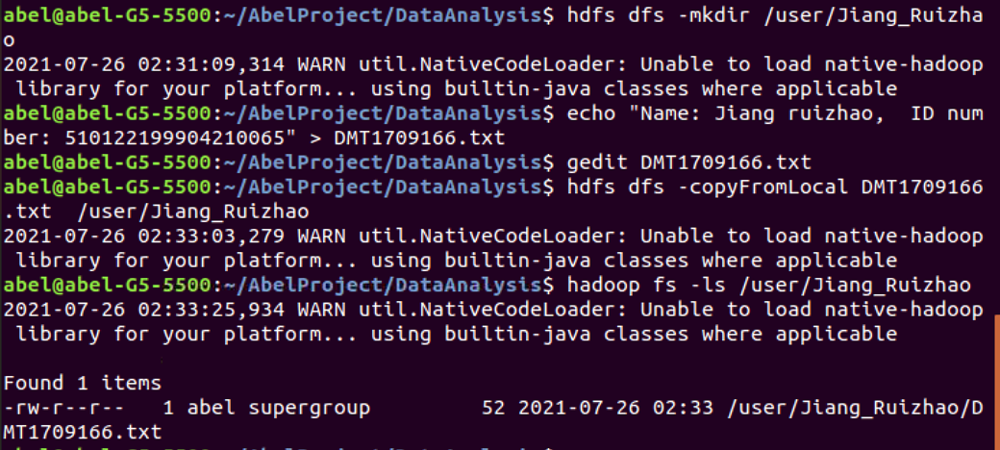 abel@abel-G5-5500:~/AbelProject/DataAnalysis$ hdfs dfs -mkdir /user/Jiang_Ruizha
o
2021-07-26 02:31:09,314 WARN util.NativeCodeLoader: Unable to load native-hadoop
 library for your platform... using builtin-java classes where applicable
abel@abel-G5-5500:~/AbelProject/DataAnalysis$ echo "Name: Jiang ruizhao,  ID num
ber: 510122199904210065" > DMT1709166.txt
abel@abel-G5-5500:~/AbelProject/DataAnalysis$ gedit DMT1709166.txt
abel@abel-G5-5500:~/AbelProject/DataAnalysis$ hdfs dfs -copyFromLocal DMT1709166
.txt  /user/Jiang_Ruizhao
2021-07-26 02:33:03,279 WARN util.NativeCodeLoader: Unable to load native-hadoop
 library for your platform... using builtin-java classes where applicable
abel@abel-G5-5500:~/AbelProject/DataAnalysis$ hadoop fs -ls /user/Jiang_Ruizhao
2021-07-26 02:33:25,934 WARN util.NativeCodeLoader: Unable to load native-hadoop
 library for your platform... using builtin-java classes where applicable
Found 1 items
-rw-r--r--   1 abel supergroup         52 2021-07-26 02:33 /user/Jiang_Ruizhao/D
MT1709166.txt